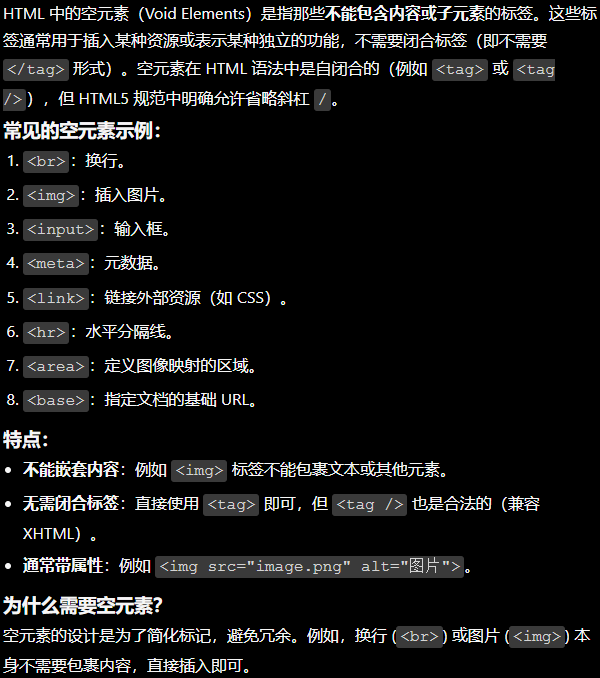 HTML 中的空元素（Void Elements）是指那些不能包含内容或子元素的标签。这些标
签通常用于插入某种资源或表示某种独立的功能，不需要闭合标签（即不需要
</tag> 形式）。空元素在 HTML 语法中是自闭合的（例如 <tag> 或 <tag
/>），但 HTML5 规范中明确允许省略斜杠 /。
常见的空元素示例：
1. <br>：换行。
2. <img>：插入图片。
3. <input>：输入框。
4. <meta>：元数据。
5. <link>：链接外部资源（如 CSS）。
6. <hr>：水平分隔线。
7. <area>：定义图像映射的区域。
8. <base>：指定文档的基础 URL。
特点：
• 不能嵌套内容：例如 <img> 标签不能包裹文本或其他元素。
• 无需闭合标签：直接使用 <tag> 即可，但 <tag /> 也是合法的（兼容
XHTML）。
• 通常带属性：例如 <img src="image.png" alt="图片">。
为什么需要空元素？
空元素的设计是为了简化标记，避免冗余。例如，换行 (<br>) 或图片 (<img>) 本
身不需要包裹内容，直接插入即可。